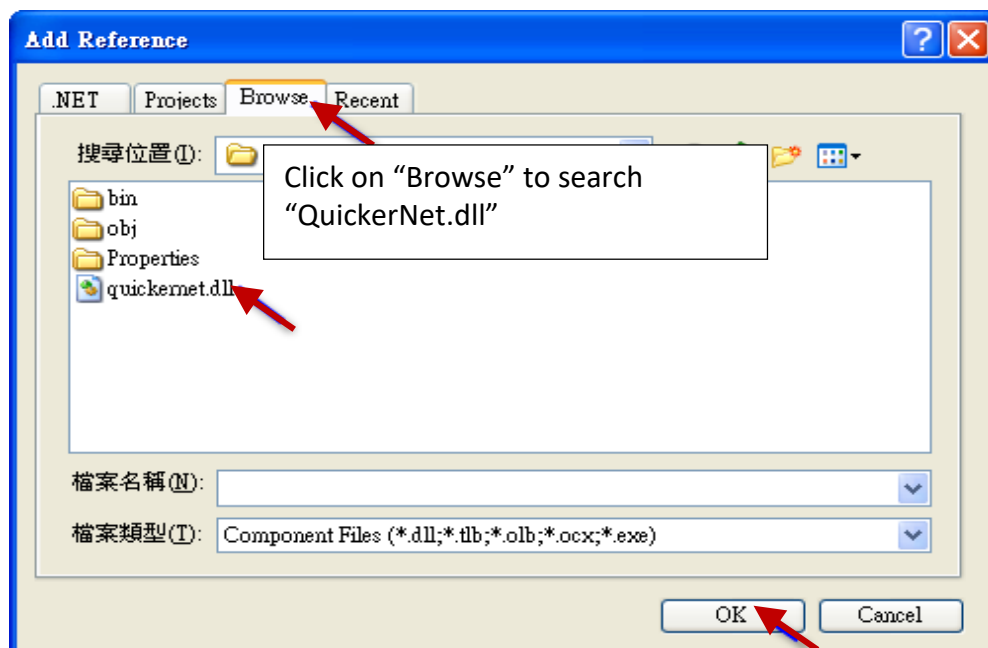 Add Reference
.NET Projects Browse Recent
搜尋位置(I):
Click on “Browse” to search
“QuickerNet.dll”
bin
obj
Properties
quickernet.dll
檔案名稱(N):
檔案類型(T): Component Files (*.dll;*.tlb;*.olb;*.ocx;*.exe)
OK Cancel